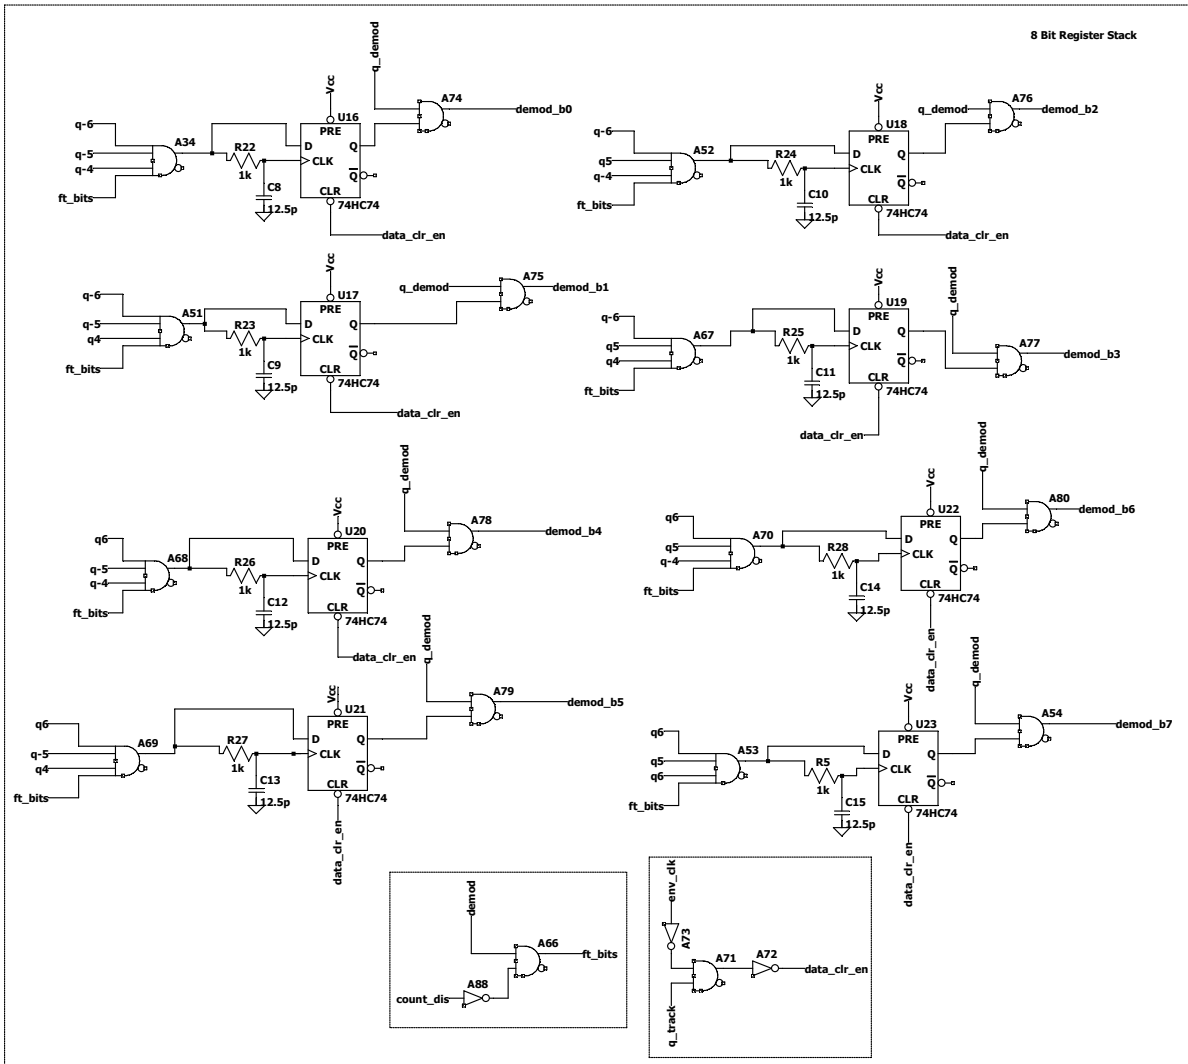 8 Bit Register Stack
q_demod
Vcc
A74
demod_b0
U16
PRE
q-6
q-5
q-4
ft_bits
A34
R22
1k
C8
12.5p
D
CLK
Q
Q
CLR
74HC74
data_clr_en
Vcc
q_demod
A76
demod_b2
U18
PRE
q-6
q5
q-4
ft_bits
A52
R24
1k
C10
12.5p
D
CLK
Q
Q
CLR
74HC74
data_clr_en
Vcc
q_demod
A75
demod_b1
U17
PRE
q-6
q-5
q4
ft_bits
A51
R23
1k
C9
12.5p
D
CLK
Q
Q
CLR
74HC74
data_clr_en
Vcc
q_demod
U19
PRE
q-6
q5
q4
ft_bits
A67
R25
1k
C11
12.5p
D
CLK
Q
Q
CLR
74HC74
A77
demod_b3
data_clr_en
q_demod
Vcc
A78
demod_b4
U20
PRE
q6
q-5
q-4
ft_bits
A68
R26
1k
C12
12.5p
D
CLK
Q
Q
CLR
74HC74
data_clr_en
q_demod
Vcc
A80
demod_b6
U22
PRE
q6
q5
q-4
ft_bits
A70
R28
1k
C14
12.5p
D
CLK
Q
Q
CLR
74HC74
data_clr_en
q_demod
Vcc
A79
demod_b5
U21
PRE
q6
q-5
q4
ft_bits
A69
R27
1k
C13
12.5p
D
CLK
Q
Q
CLR
74HC74
data_clr_en
q_demod
Vcc
A54
demod_b7
U23
PRE
q6
q5
q6
ft_bits
A53
R5
1k
C15
12.5p
D
CLK
Q
Q
CLR
74HC74
data_clr_en
demod
A66
ft_bits
A88
count_dis
env_clk
A73
A71
A72
data_clr_en
q_track